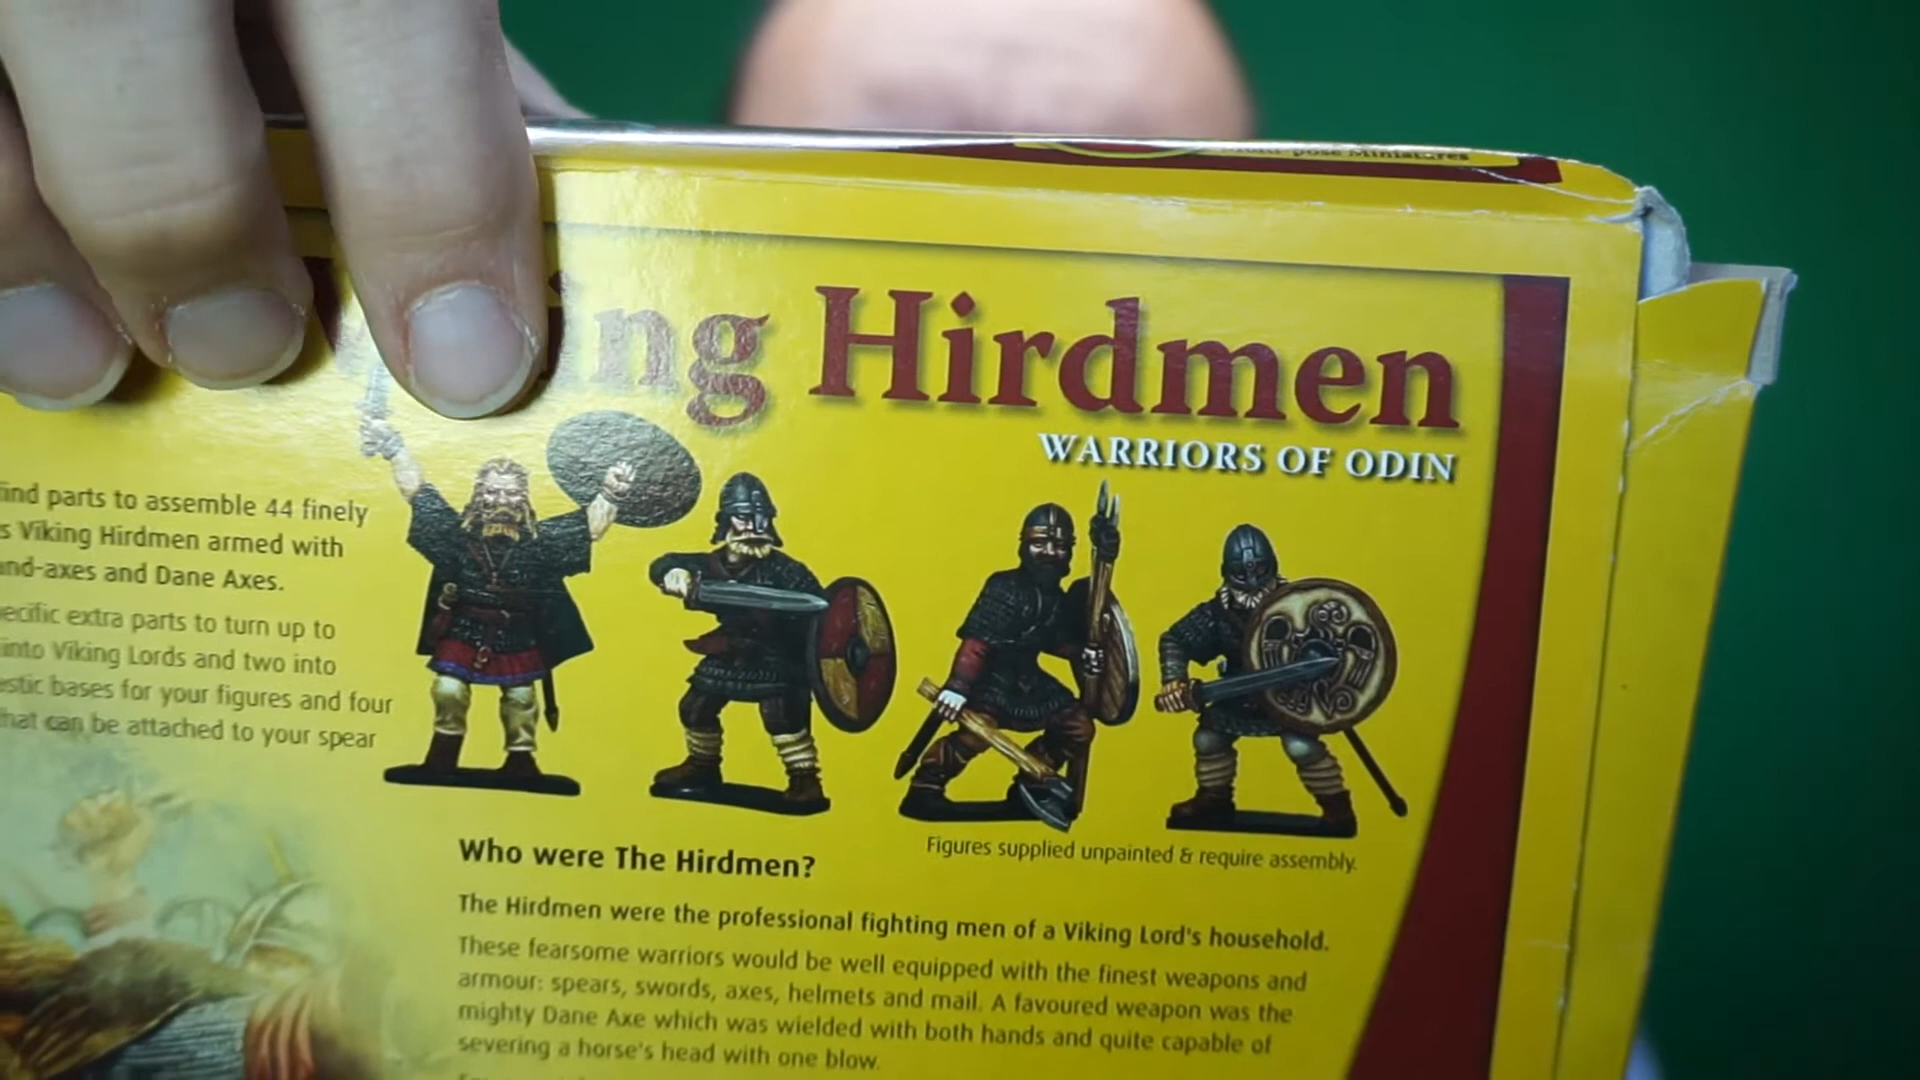 Miniatures
ing Hirdmen
WARRIORS OF ODIN
find parts to assemble 44 finely
s Viking Hirdmen armed with
and-axes and Dane Axes.
ecific extra parts to turn up to
into Viking Lords and two into
astic bases for your figures and four
that can be attached to your spear
Figures supplied unpainted & require assembly.
Who were The Hirdmen?
The Hirdmen were the professional fighting men of a Viking Lord's household.
These fearsome warriors would be well equipped with the finest weapons and
armour: spears, swords, axes, helmets and mail. A favoured weapon was the
mighty Dane Axe which was wielded with both hands and quite capable of
severing a horse's head with one blow.